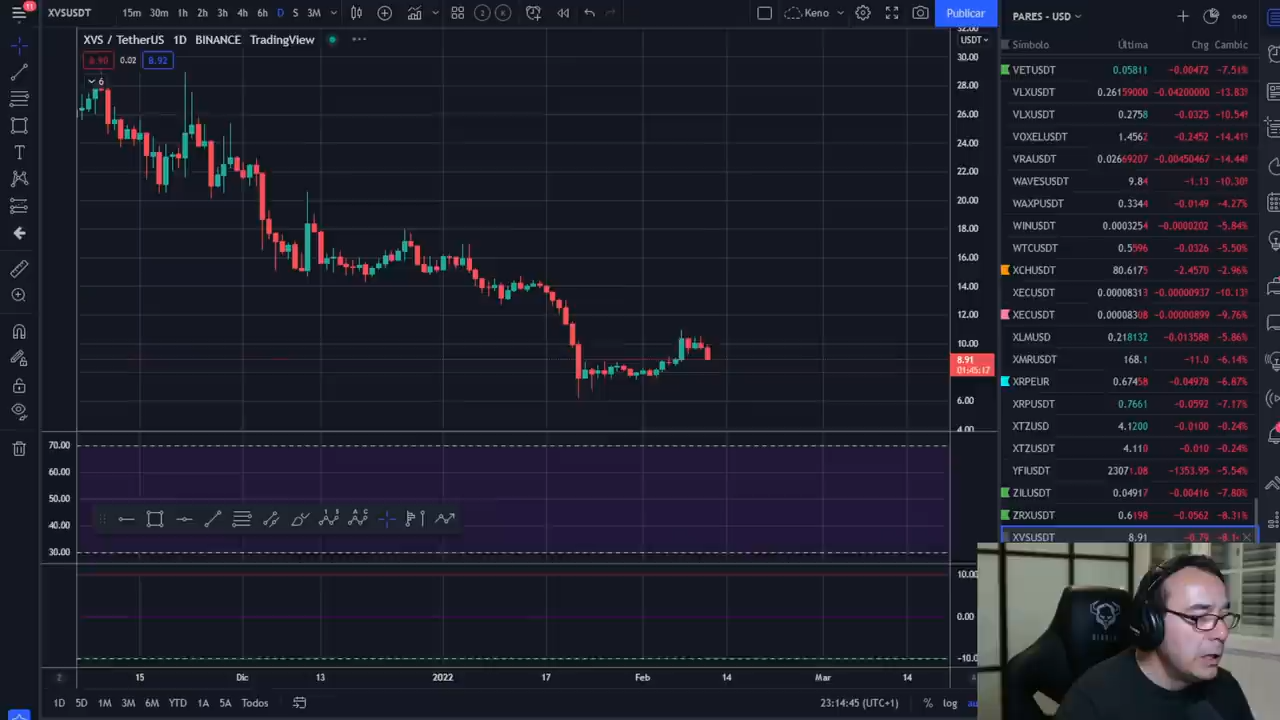 11
XVSUSDT
15m 30m 1h 2h 3h 4h 6h D S 3M
2
K
Keno
Publicar
XVS / TetherUS 1D BINANCE TradingView
8.90 0.02 8.92
6
USDT
32.00
30.00
28.00
26.00
24.00
22.00
20.00
18.00
16.00
14.00
12.00
10.00
8.91
01:45:17
6.00
4.00
70.00
60.00
50.00
40.00
30.00
10.00
0.00
-10.0
15 Dic 13 2022 17 Feb 14 Mar 14
1D 5D 1M 3M 6M YTD 1A 5A Todos
23:14:45 (UTC+1) % log au
PARES - USD
Símbolo Última Chg Cambic
VETUSDT 0.05811 -0.00472 -7.51%
VLXUSDT 0.26159000 -0.04200000 -13.83%
VLXUSDT 0.2758 -0.0325 -10.54%
VOXELUSDT 1.4562 -0.2452 -14.41%
VRAUSDT 0.02669207 -0.00450467 -14.44%
WAVESUSDT 9.84 -1.13 -10.30%
WAXPUSDT 0.3344 -0.0149 -4.27%
WINUSDT 0.0003254 -0.0000202 -5.84%
WTCUSDT 0.5596 -0.0326 -5.50%
XCHUSDT 80.6175 -2.4570 -2.96%
XECUSDT 0.00008313 -0.00000937 -10.13%
XECUSDT 0.00008308 -0.00000899 -9.76%
XLMUSD 0.218132 -0.013588 -5.86%
XMRUSDT 168.1 -11.0 -6.14%
XRPEUR 0.67458 -0.04978 -6.87%
XRPUSDT 0.7661 -0.0592 -7.17%
XTZUSD 4.1200 -0.0100 -0.24%
XTZUSDT 4.110 -0.010 -0.24%
YFIUSDT 23071.08 -1353.95 -5.54%
ZILUSDT 0.04917 -0.00416 -7.80%
ZRXUSDT 0.6198 -0.0562 -8.31%
XVSUSDT 8.91 -0.79 -8.1